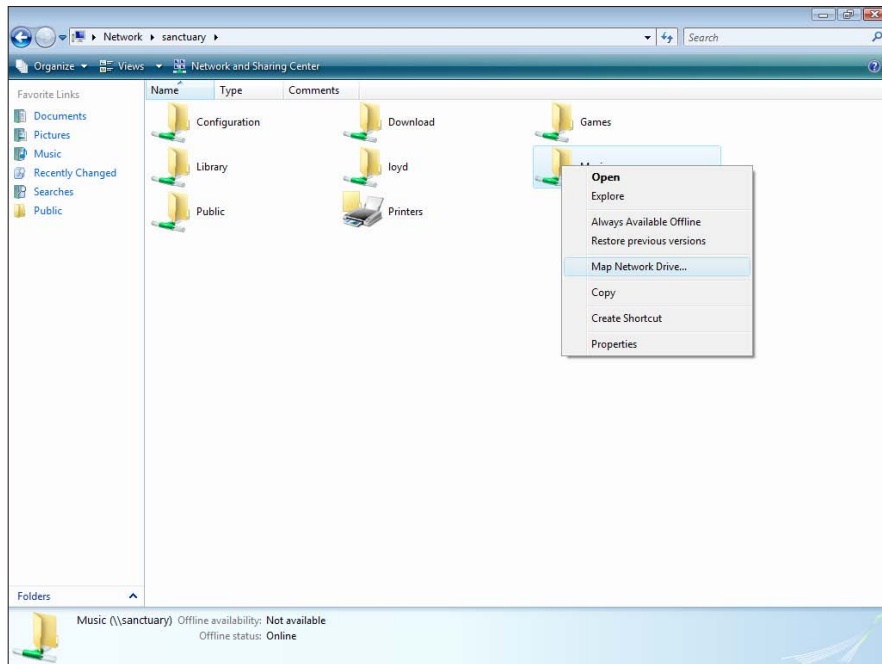 Network ▸ sanctuary ▸
Search
Organize Views Network and Sharing Center
Favorite Links
Documents
Pictures
Music
Recently Changed
Searches
Public
Name Type Comments
Configuration Download Games
Library loyd
Public Printers
Open
Explore
Always Available Offline
Restore previous versions
Map Network Drive...
Copy
Create Shortcut
Properties
Folders
Music (\\sanctuary) Offline availability: Not available
Offline status: Online